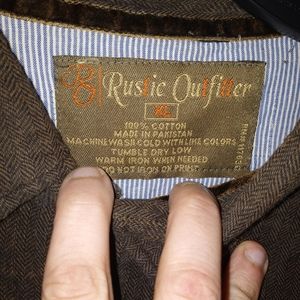 Rustic Outfitter
XL
100% COTTON
MADE IN PAKISTAN
MACHINE WASH COLD WITH LIKE COLORS
TUMBLE DRY LOW
WARM IRON WHEN NEEDED
DO NOT IRON ON PRINT